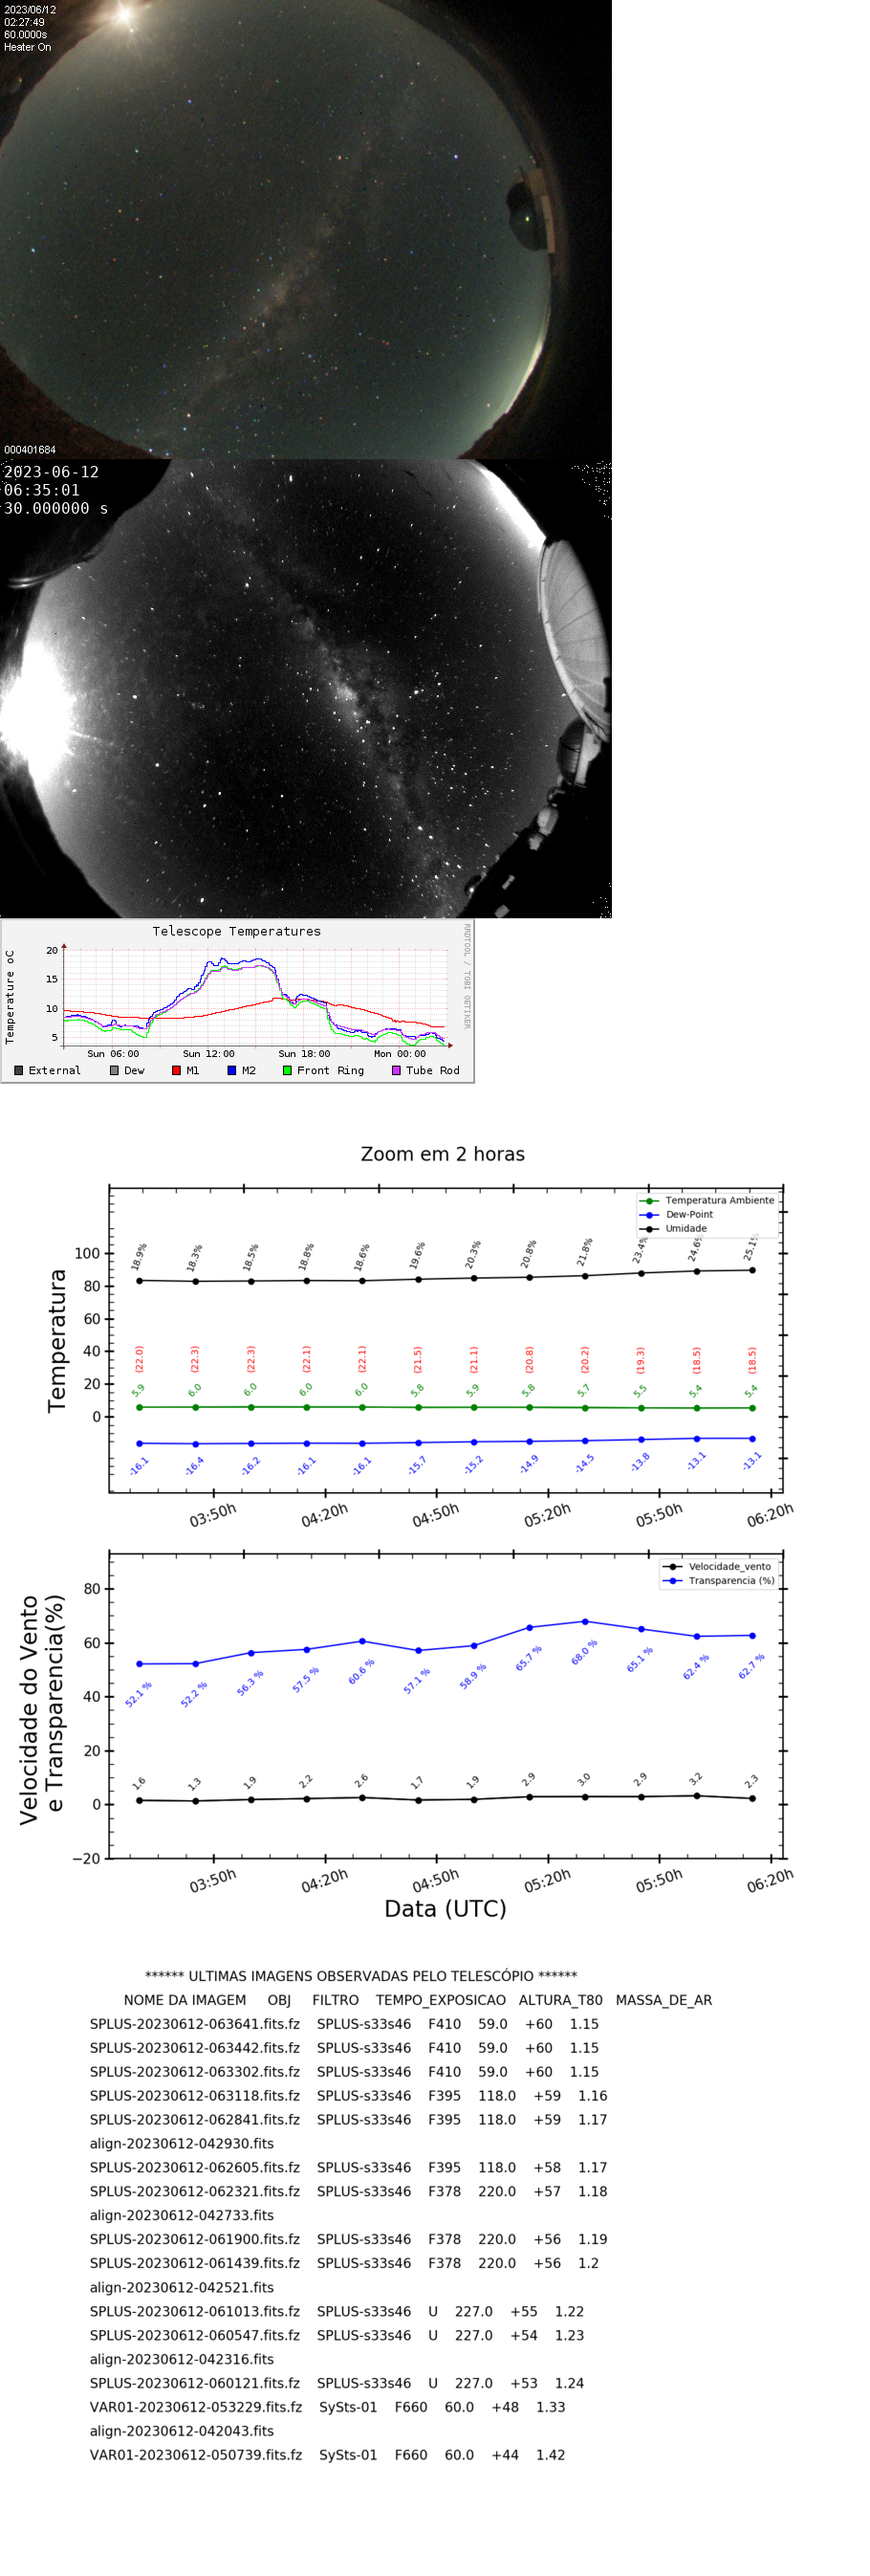 2023/06/12
02:27:49
60.0000s
Heater On
000401684
2023-06-12
06:35:01
30.000000 s
Telescope Temperatures
RRDTOOL / TOBI OETIKER
Temperature oC
20
15
10
5
Sun 06:00 Sun 12:00 Sun 18:00 Mon 00:00
External Dew M1 M2 Front Ring Tube Rod
Zoom em 2 horas
Temperatura Ambiente
Dew-Point
Umidade
Temperatura
100
80
60
40
20
0
18.9% 18.3% 18.5% 18.8% 18.6% 19.6% 20.3% 20.8% 21.8% 23.4% 24.6% 25.1%
(22.0) (22.3) (22.3) (22.1) (22.1) (21.5) (21.1) (20.8) (20.2) (19.3) (18.5) (18.5)
5.9 6.0 6.0 6.0 6.0 5.8 5.9 5.8 5.7 5.5 5.4 5.4
-16.1 -16.4 -16.2 -16.1 -16.1 -15.7 -15.2 -14.9 -14.5 -13.8 -13.1 -13.1
03:50h 04:20h 04:50h 05:20h 05:50h 06:20h
Velocidade_vento
Transparencia (%)
Velocidade do Vento
e Transparencia(%)
80
60
40
20
0
−20
52.1 % 52.2 % 56.3 % 57.5 % 60.6 % 57.1 % 58.9 % 65.7 % 68.0 % 65.1 % 62.4 % 62.7 %
1.6 1.3 1.9 2.2 2.6 1.7 1.9 2.9 3.0 2.9 3.2 2.3
03:50h 04:20h 04:50h 05:20h 05:50h 06:20h
Data (UTC)
****** ULTIMAS IMAGENS OBSERVADAS PELO TELESCÓPIO ******
NOME DA IMAGEM OBJ FILTRO TEMPO_EXPOSICAO ALTURA_T80 MASSA_DE_AR
SPLUS-20230612-063641.fits.fz SPLUS-s33s46 F410 59.0 +60 1.15
SPLUS-20230612-063442.fits.fz SPLUS-s33s46 F410 59.0 +60 1.15
SPLUS-20230612-063302.fits.fz SPLUS-s33s46 F410 59.0 +60 1.15
SPLUS-20230612-063118.fits.fz SPLUS-s33s46 F395 118.0 +59 1.16
SPLUS-20230612-062841.fits.fz SPLUS-s33s46 F395 118.0 +59 1.17
align-20230612-042930.fits
SPLUS-20230612-062605.fits.fz SPLUS-s33s46 F395 118.0 +58 1.17
SPLUS-20230612-062321.fits.fz SPLUS-s33s46 F378 220.0 +57 1.18
align-20230612-042733.fits
SPLUS-20230612-061900.fits.fz SPLUS-s33s46 F378 220.0 +56 1.19
SPLUS-20230612-061439.fits.fz SPLUS-s33s46 F378 220.0 +56 1.2
align-20230612-042521.fits
SPLUS-20230612-061013.fits.fz SPLUS-s33s46 U 227.0 +55 1.22
SPLUS-20230612-060547.fits.fz SPLUS-s33s46 U 227.0 +54 1.23
align-20230612-042316.fits
SPLUS-20230612-060121.fits.fz SPLUS-s33s46 U 227.0 +53 1.24
VAR01-20230612-053229.fits.fz SySts-01 F660 60.0 +48 1.33
align-20230612-042043.fits
VAR01-20230612-050739.fits.fz SySts-01 F660 60.0 +44 1.42